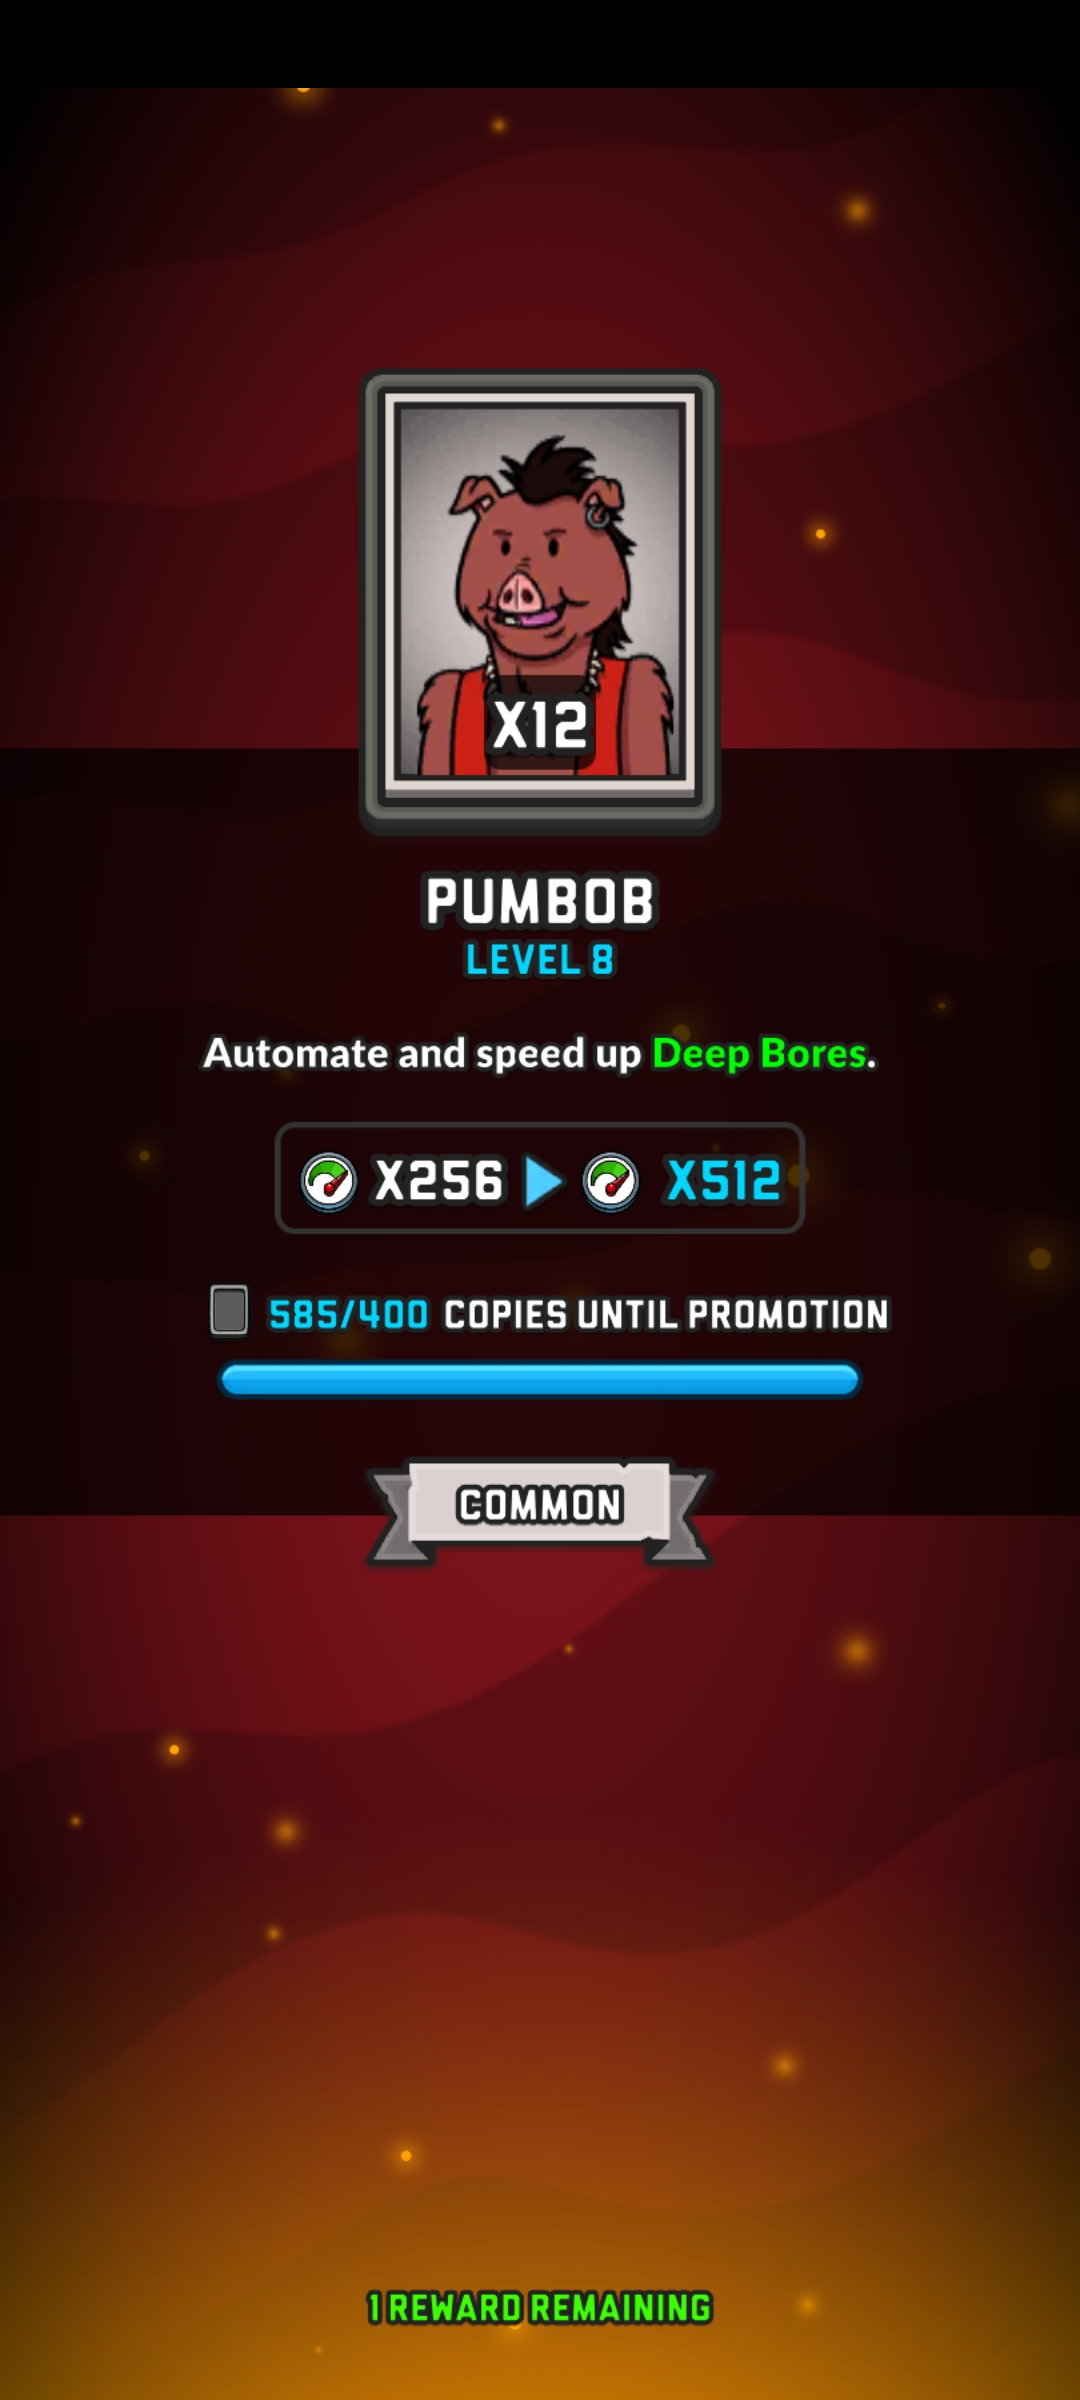 X12
PUMBOB
LEVEL 8
Automate and speed up Deep Bores.
X256 X512
585/400 COPIES UNTIL PROMOTION
COMMON
1 REWARD REMAINING